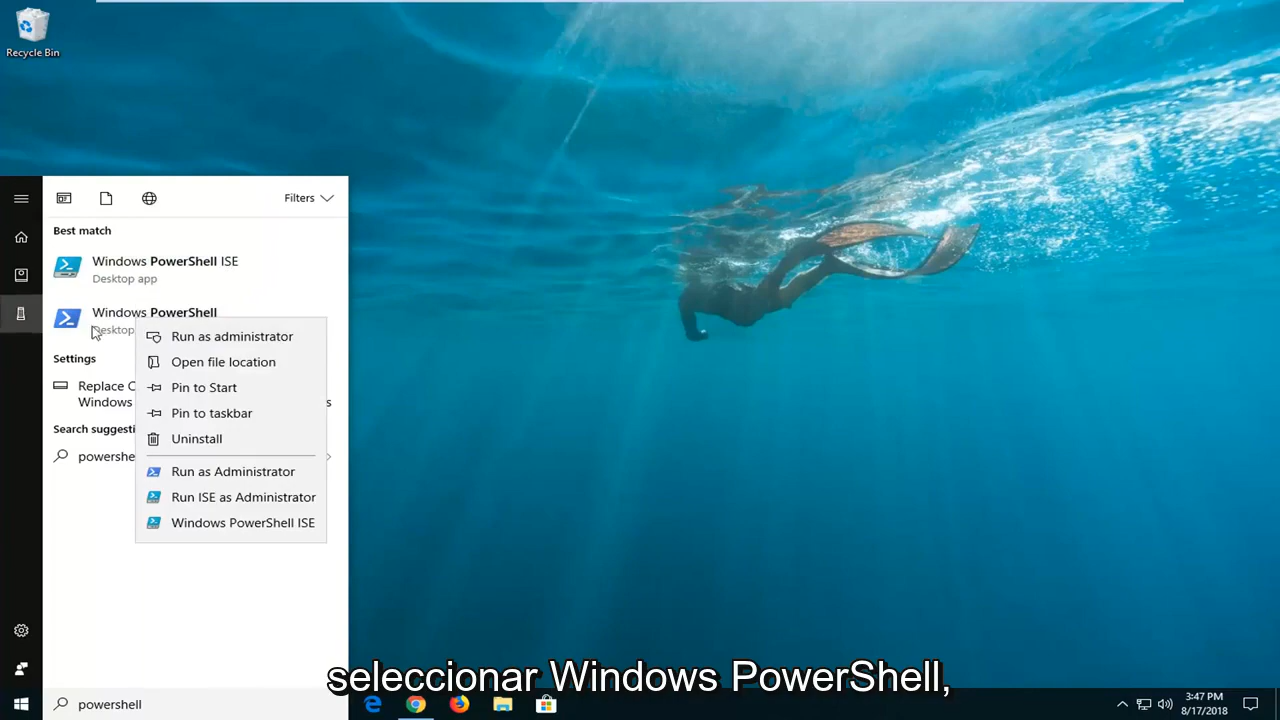 Recycle Bin
Filters
Best match
Windows PowerShell ISE
Desktop app
Windows PowerShell
Desktop
Run as administrator
Open file location
Pin to Start
Pin to taskbar
Uninstall
Run as Administrator
Run ISE as Administrator
Windows PowerShell ISE
Settings
Replace C
Windows
Search suggesti
powershe
seleccionar Windows PowerShell,
powershell
3:47 PM
8/17/2018